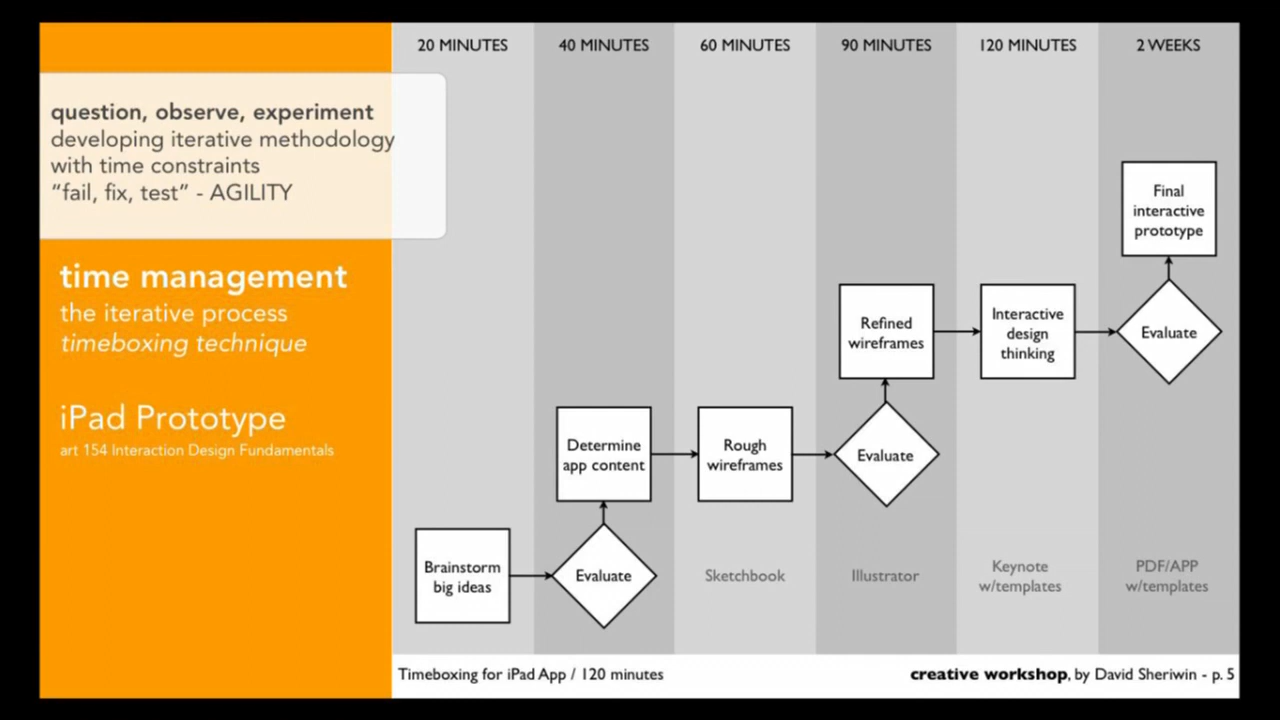 question, observe, experiment
developing iterative methodology
with time constraints
“fail, fix, test” - AGILITY
time management
the iterative process
timeboxing technique
iPad Prototype
art 154 Interaction Design Fundamentals
20 MINUTES
40 MINUTES
60 MINUTES
90 MINUTES
120 MINUTES
2 WEEKS
Final
interactive
prototype
Refined
wireframes
Interactive
design
thinking
Evaluate
Determine
app content
Rough
wireframes
Evaluate
Brainstorm
big ideas
Evaluate
Sketchbook
Illustrator
Keynote
w/templates
PDF/APP
w/templates
Timeboxing for iPad App / 120 minutes
creative workshop, by David Sheriwin - p. 5